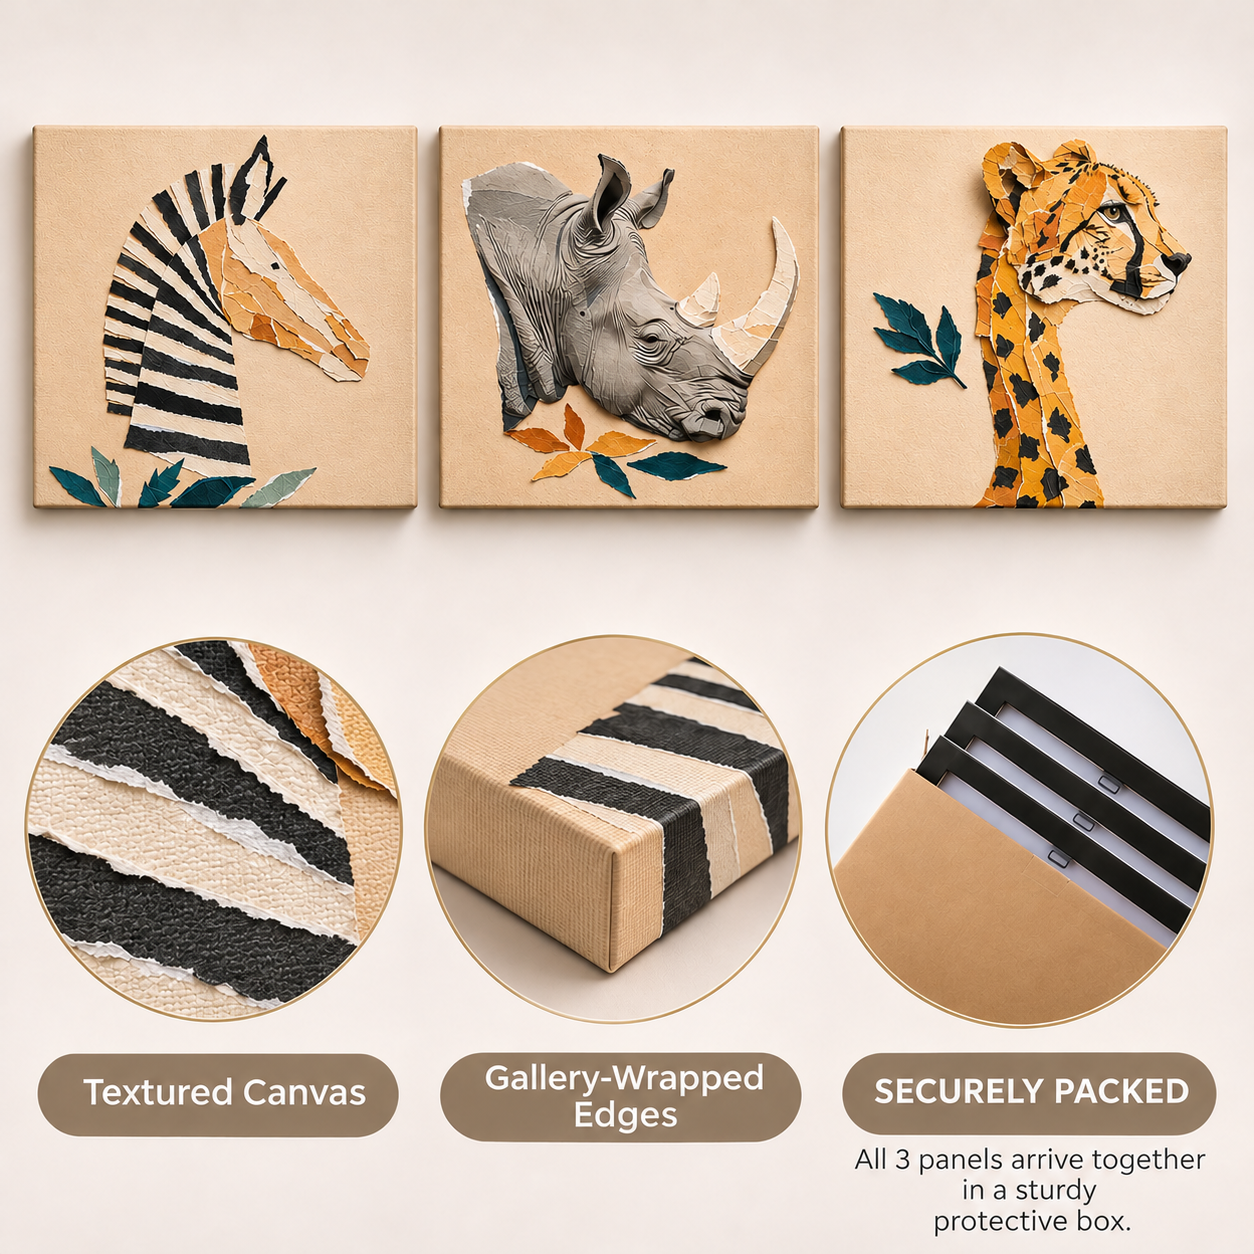 Textured Canvas
Gallery-Wrapped
Edges
SECURELY PACKED
All 3 panels arrive together
in a sturdy
protective box.